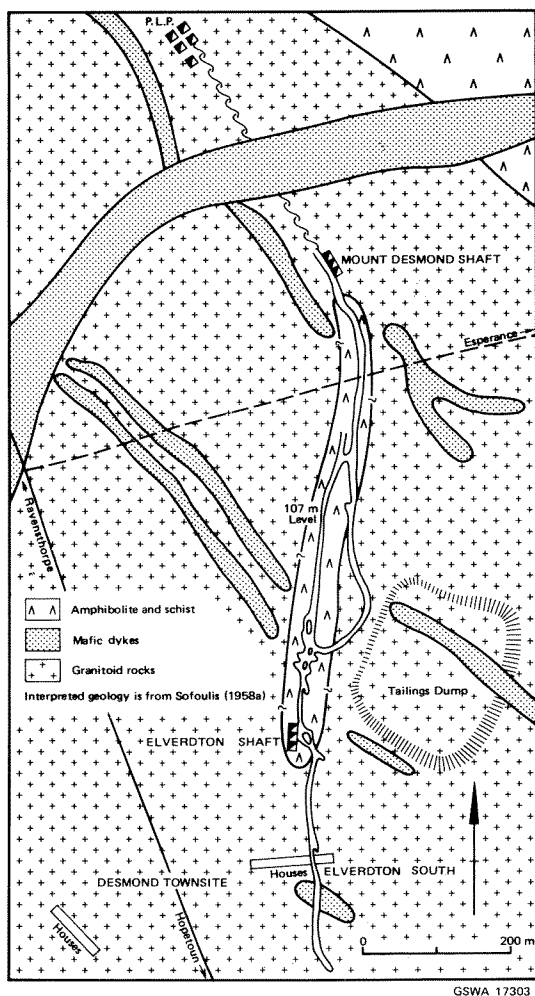 P.L.P.
MOUNT DESMOND SHAFT
Esperance
107 m
Level
Ravensthorpe
Amphibolite and schist
Mafic dykes
Granitoid rocks
Interpreted geology is from Sofoulis (1958a)
Tailings Dump
ELVERDTON SHAFT
Houses
ELVERDTON SOUTH
DESMOND TOWNSITE
Houses
Hopetoun
0 200 m
GSWA 17303